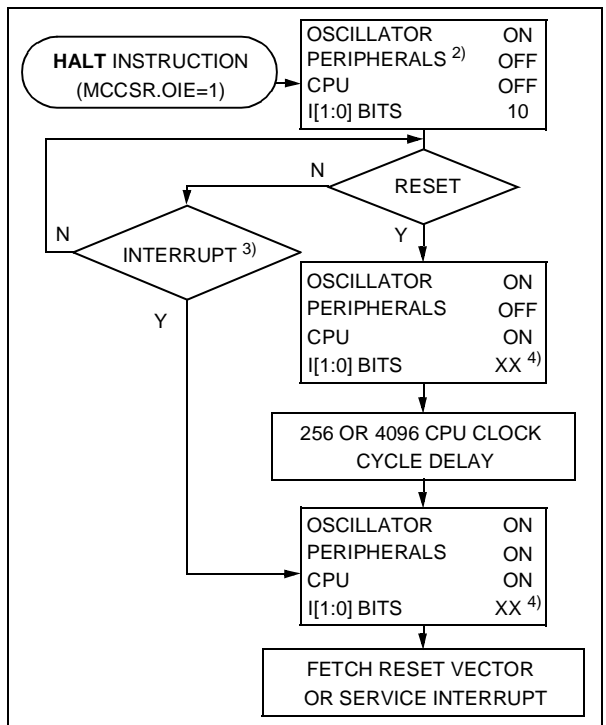 HALT INSTRUCTION
(MCCSR.OIE=1)
OSCILLATOR ON
PERIPHERALS 2) OFF
CPU OFF
I[1:0] BITS 10
N
RESET
N
INTERRUPT 3)
Y
Y
OSCILLATOR ON
PERIPHERALS OFF
CPU ON
I[1:0] BITS XX 4)
256 OR 4096 CPU CLOCK
CYCLE DELAY
OSCILLATOR ON
PERIPHERALS ON
CPU ON
I[1:0] BITS XX 4)
FETCH RESET VECTOR
OR SERVICE INTERRUPT